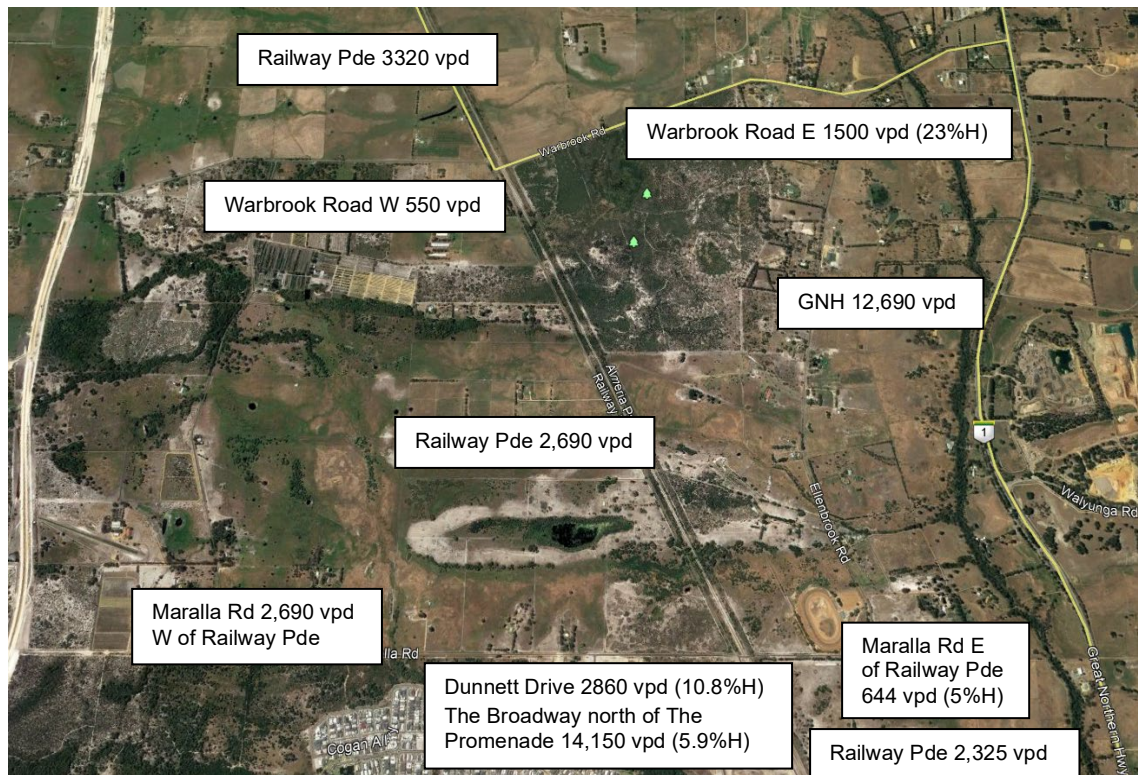 Railway Pde 3320 vpd
Warbrook Rd
Warbrook Road E 1500 vpd (23%H)
Warbrook Road W 550 vpd
GNH 12,690 vpd
Railway
Railway Pde 2,690 vpd
1
Walyunga Rd
Ellenbrook Rd
Maralla Rd 2,690 vpd
W of Railway Pde
lla Rd
Maralla Rd E
of Railway Pde
644 vpd (5%H)
Dunnett Drive 2860 vpd (10.8%H)
The Broadway north of The
Promenade 14,150 vpd (5.9%H)
Great Northern Hwy
Railway Pde 2,325 vpd